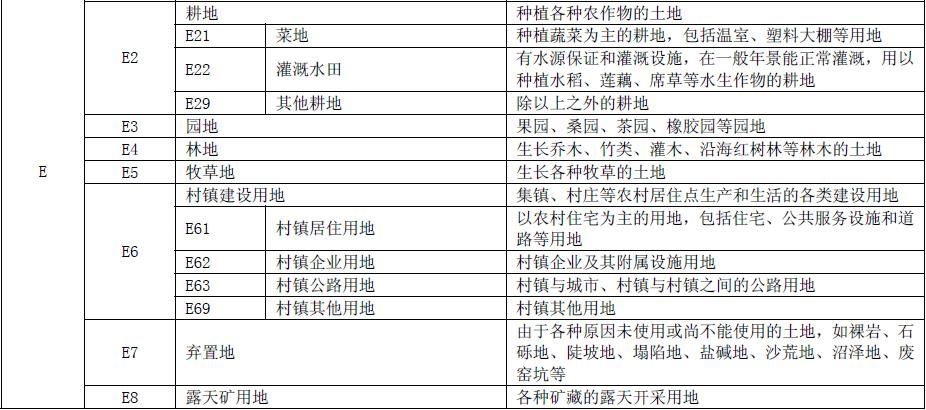 耕地 种植各种农作物的土地
E21 菜地 种植蔬菜为主的耕地，包括温室、塑料大棚等用地
E2
E22 灌溉水田 有水源保证和灌溉设施，在一般年景能正常灌溉，用以
种植水稻、莲藕、席草等水生作物的耕地
E29 其他耕地 除以上之外的耕地
E3 园地 果园、桑园、茶园、橡胶园等园地
E4 林地 生长乔木、竹类、灌木、沿海红树林等林木的土地
E
E5 牧草地 生长各种牧草的土地
村镇建设用地 集镇、村庄等农村居住点生产和生活的各类建设用地
E61 村镇居住用地 以农村住宅为主的用地，包括住宅、公共服务设施和道
路等用地
E6
E62 村镇企业用地 村镇企业及其附属设施用地
E63 村镇公路用地 村镇与城市、村镇与村镇之间的公路用地
E69 村镇其他用地 村镇其他用地
E7 弃置地 由于各种原因未使用或尚不能使用的土地，如裸岩、石
砾地、陡坡地、塌陷地、盐碱地、沙荒地、沼泽地、废
窑坑等
E8 露天矿用地 各种矿藏的露天开采用地